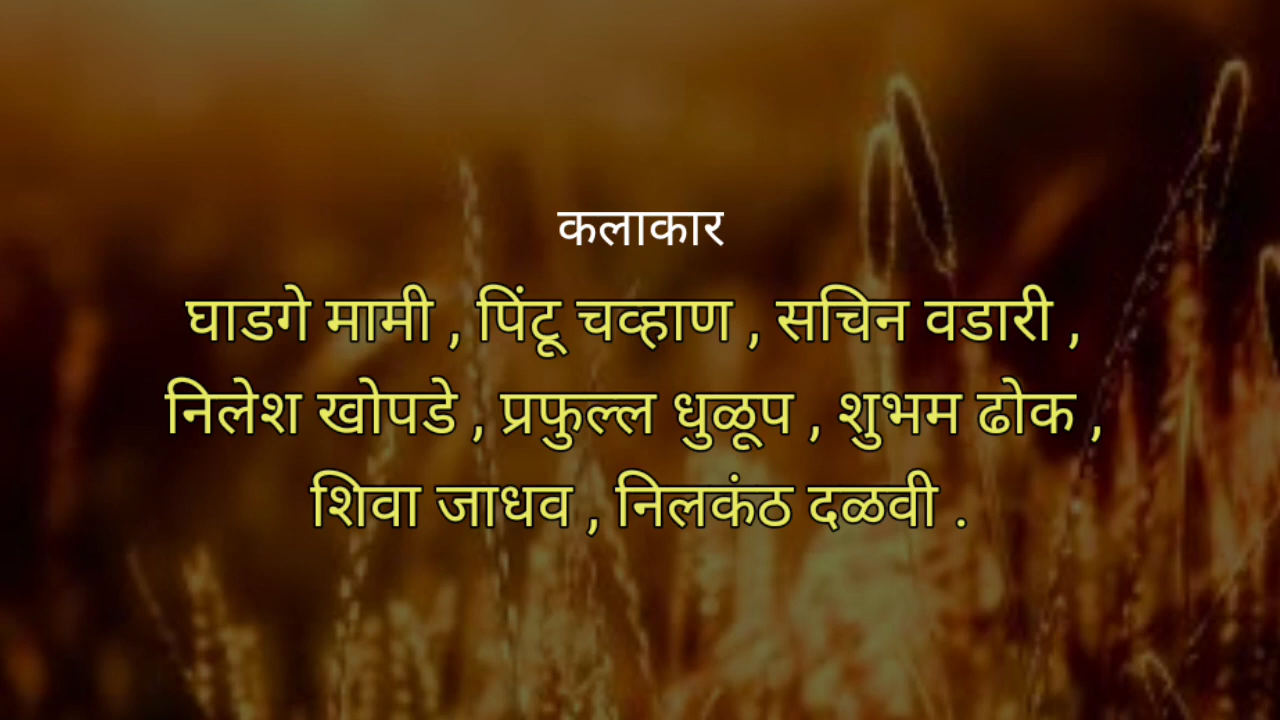 कलाकार
घाडगे मामी , पिंटू चव्हाण , सचिन वडारी ,
निलेश खोपडे , प्रफुल्ल धुळूप , शुभम ढोक ,
शिवा जाधव , निलकंठ दळवी .